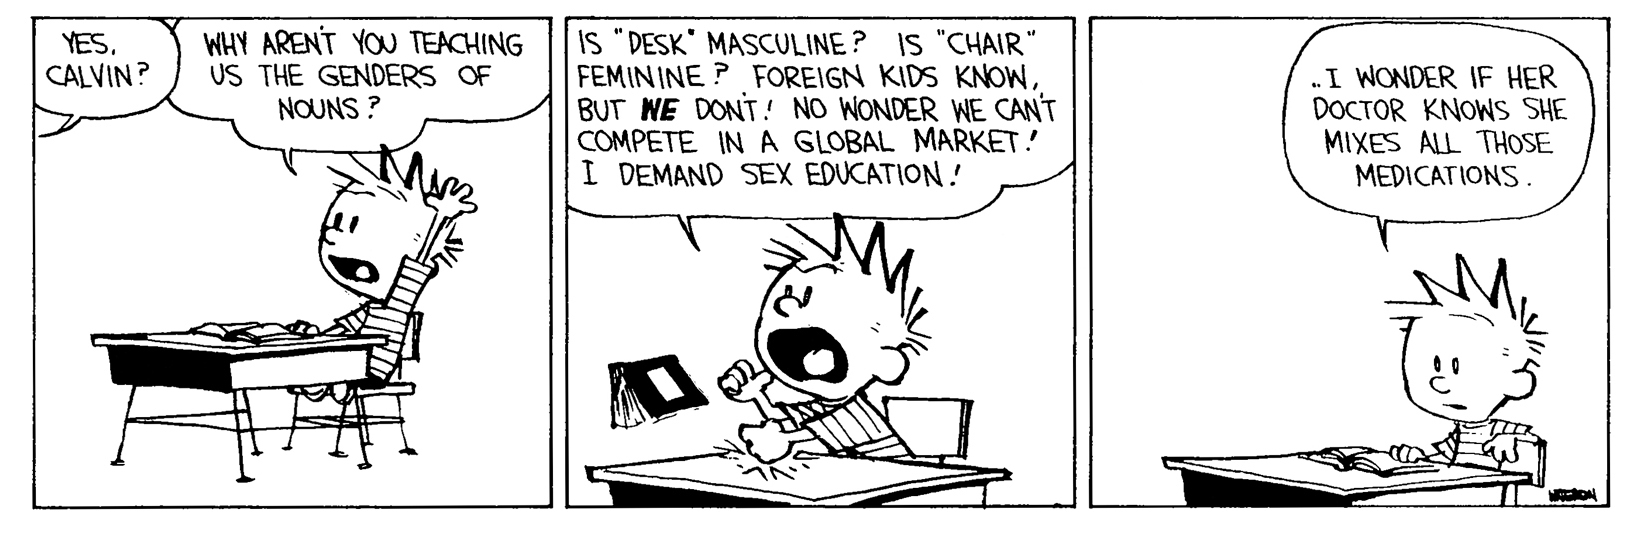 YES,
CALVIN?
WHY AREN'T YOU TEACHING
US THE GENDERS OF
NOUNS?
IS "DESK" MASCULINE? IS "CHAIR"
FEMININE? FOREIGN KIDS KNOW,
BUT WE DON'T! NO WONDER WE CAN'T
COMPETE IN A GLOBAL MARKET!
I DEMAND SEX EDUCATION!
..I WONDER IF HER
DOCTOR KNOWS SHE
MIXES ALL THOSE
MEDICATIONS.
WATTERSON